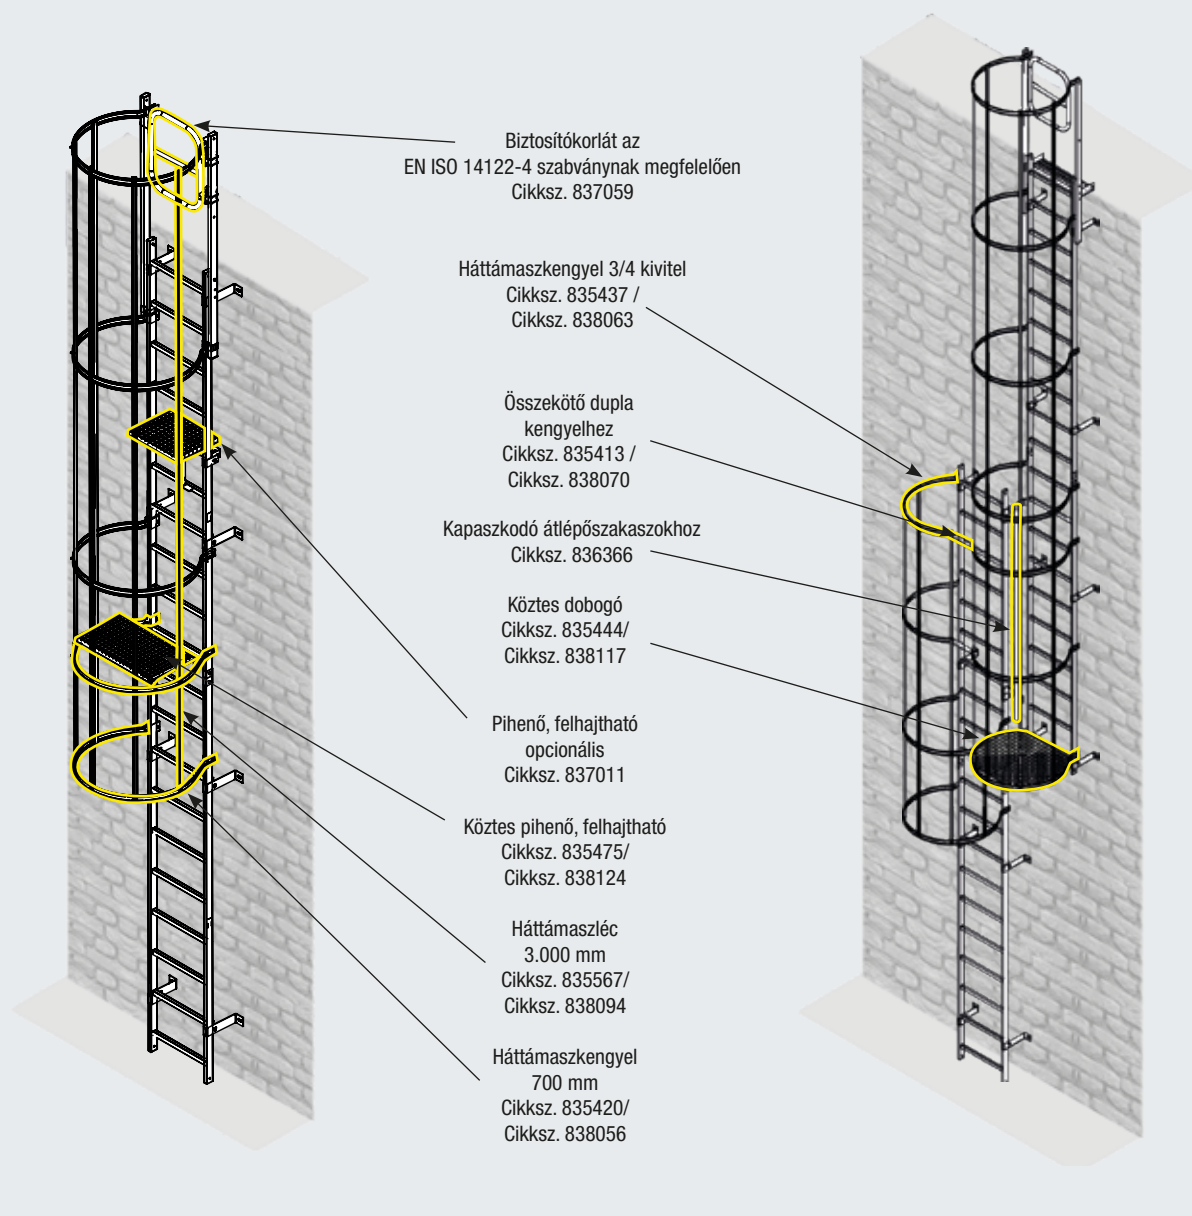 Biztosítókorlát az
EN ISO 14122-4 szabványnak megfelelően
Cikksz. 837059
Háttámaszkengyel 3/4 kivitel
Cikksz. 835437 /
Cikksz. 838063
Összekötő dupla
kengyelhez
Cikksz. 835413 /
Cikksz. 838070
Kapaszkodó átlépőszakaszokhoz
Cikksz. 836366
Köztes dobogó
Cikksz. 835444/
Cikksz. 838117
Pihenő, felhajtható
opcionális
Cikksz. 837011
Köztes pihenő, felhajtható
Cikksz. 835475/
Cikksz. 838124
Háttámaszléc
3.000 mm
Cikksz. 835567/
Cikksz. 838094
Háttámaszkengyel
700 mm
Cikksz. 835420/
Cikksz. 838056